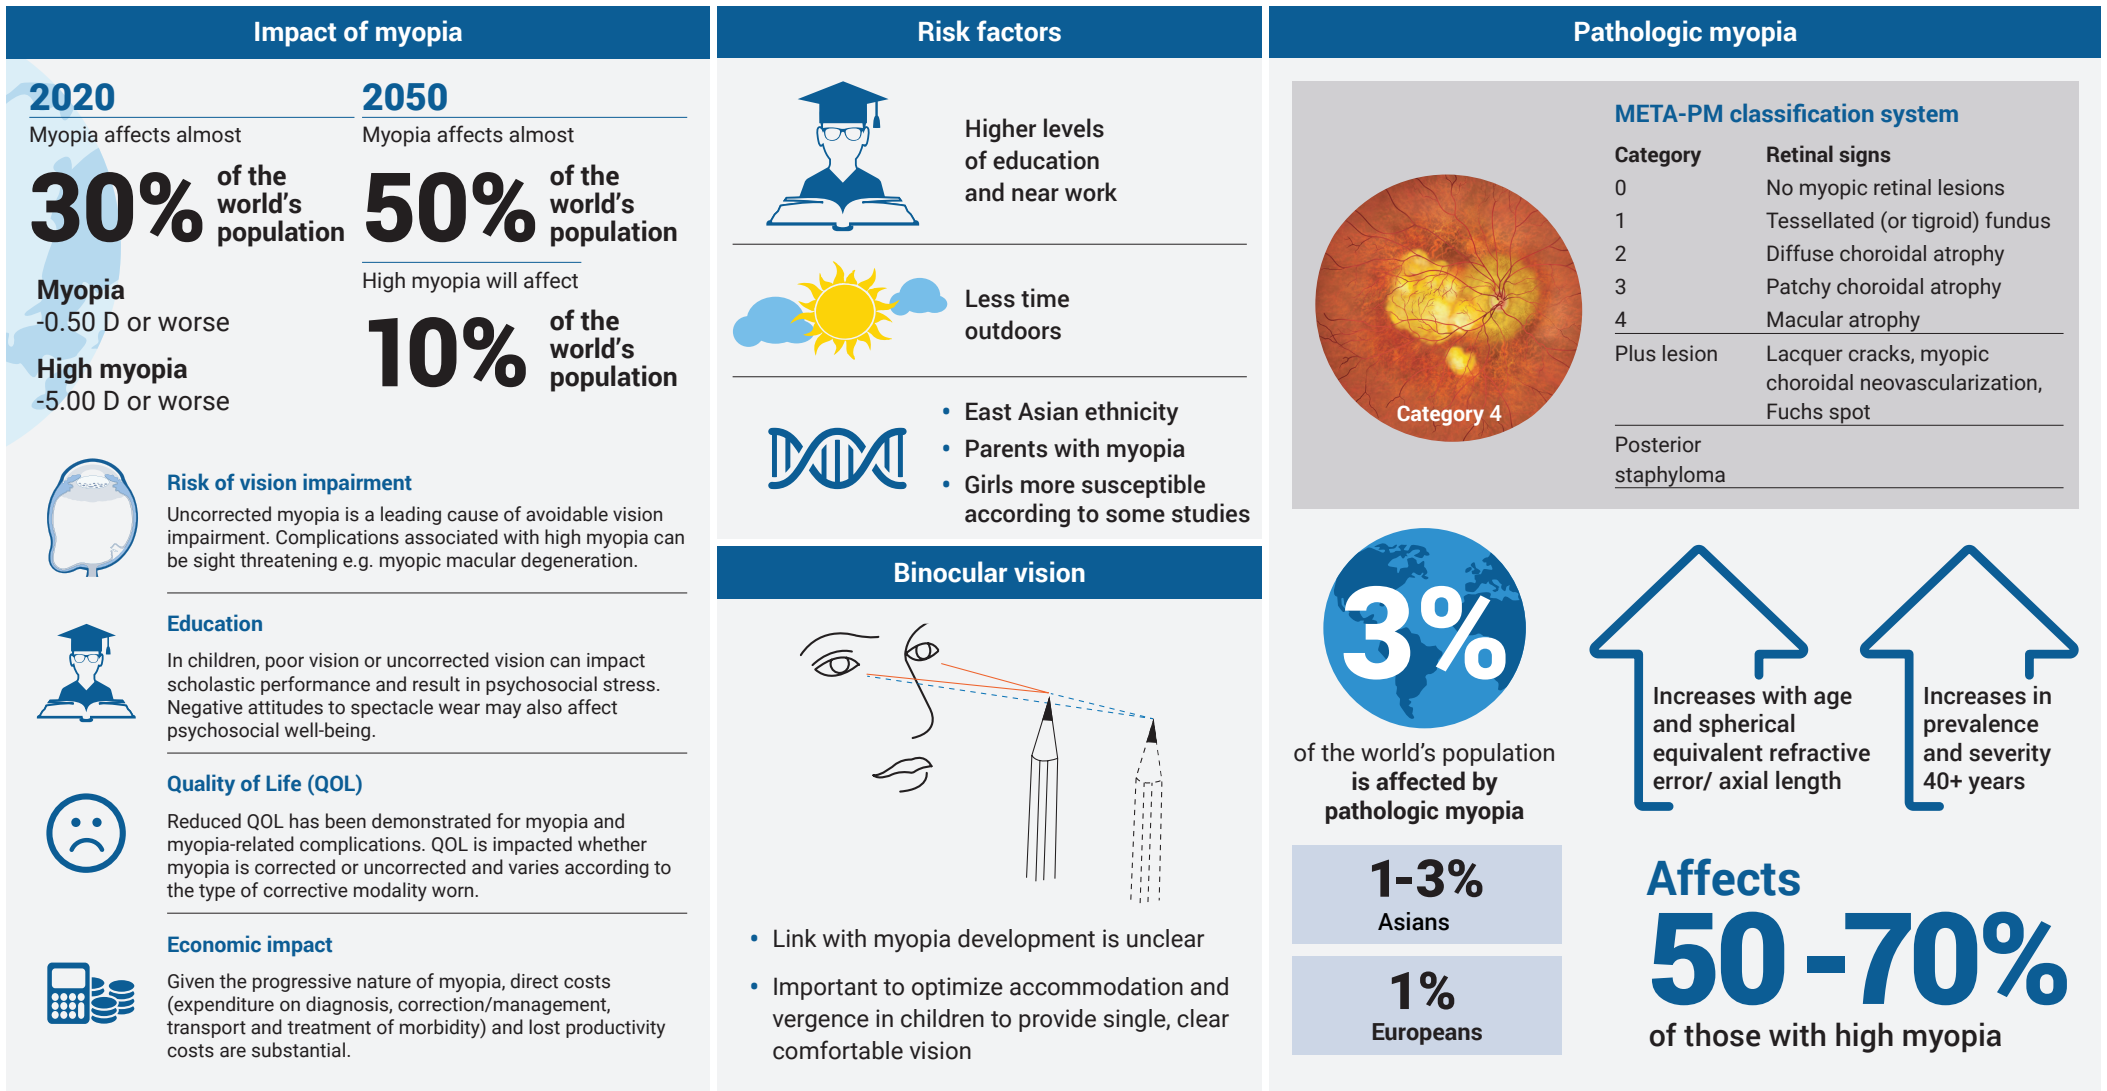 Impact of myopia
2020
Myopia affects almost
30%
of the
world's
population
Myopia
-0.50 D or worse
High myopia
-5.00 D or worse
2050
Myopia affects almost
50%
of the
world's
population
High myopia will affect
10%
of the
world's
population
Risk of vision impairment
Uncorrected myopia is a leading cause of avoidable vision
impairment. Complications associated with high myopia can
be sight threatening e.g. myopic macular degeneration.
Education
In children, poor vision or uncorrected vision can impact
scholastic performance and result in psychosocial stress.
Negative attitudes to spectacle wear may also affect
psychosocial well-being.
Quality of Life (QOL)
Reduced QOL has been demonstrated for myopia and
myopia-related complications. QOL is impacted whether
myopia is corrected or uncorrected and varies according to
the type of corrective modality worn.
Economic impact
Given the progressive nature of myopia, direct costs
(expenditure on diagnosis, correction/management,
transport and treatment of morbidity) and lost productivity
costs are substantial.
Risk factors
Higher levels
of education
and near work
Less time
outdoors
• East Asian ethnicity
• Parents with myopia
• Girls more susceptible
according to some studies
Binocular vision
• Link with myopia development is unclear
• Important to optimize accommodation and
vergence in children to provide single, clear
comfortable vision
Pathologic myopia
Category 4
META-PM classification system
Category Retinal signs
0 No myopic retinal lesions
1 Tessellated (or tigroid) fundus
2 Diffuse choroidal atrophy
3 Patchy choroidal atrophy
4 Macular atrophy
Plus lesion Lacquer cracks, myopic
choroidal neovascularization,
Fuchs spot
Posterior
staphyloma
3%
of the world's population
is affected by
pathologic myopia
Increases with age
and spherical
equivalent refractive
error/ axial length
Increases in
prevalence
and severity
40+ years
1-3%
Asians
1%
Europeans
Affects
50-70%
of those with high myopia